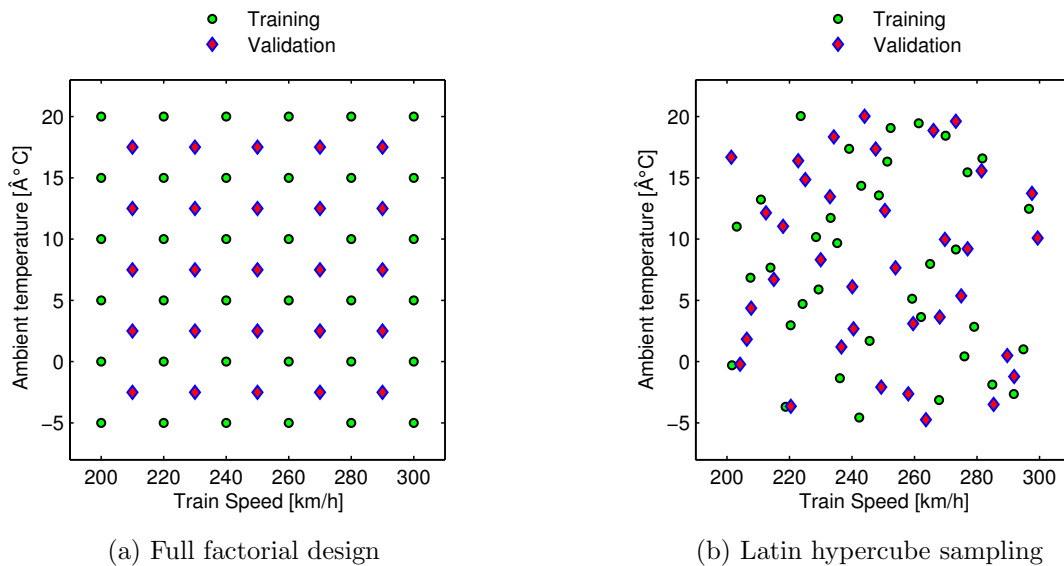 Training
Validation
20
15
10
5
0
−5
Ambient temperature [Â°C]
200 220 240 260 280 300
Train Speed [km/h]
(a) Full factorial design
Training
Validation
20
15
10
5
0
−5
Ambient temperature [Â°C]
200 220 240 260 280 300
Train Speed [km/h]
(b) Latin hypercube sampling